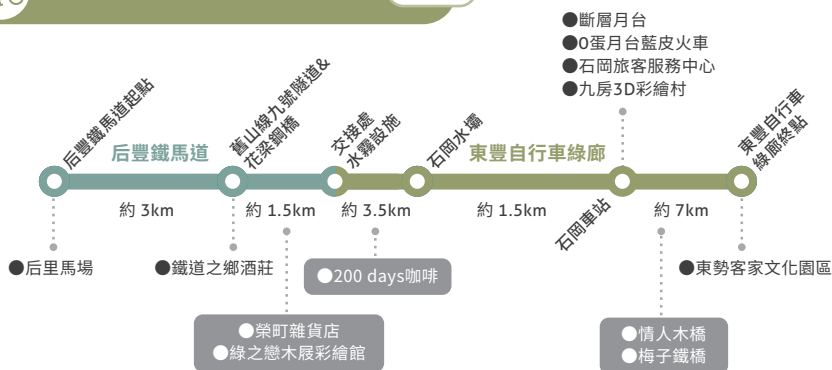 ●斷層月台
●0蛋月台藍皮火車
●石岡旅客服務中心
●九房3D彩繪村
后豐鐵馬道起點
后豐鐵馬道
舊山線九號隧道&
花梁鋼橋
交接處
水霧設施
石岡水壩
東豐自行車綠廊
石岡車站
東豐自行車
綠廊終點
約 3km
約 1.5km
約 3.5km
約 1.5km
約 7km
●后里馬場
●鐵道之鄉酒莊
●200 days咖啡
●東勢客家文化園區
●榮町雜貨店
●綠之戀木屐彩繪館
●情人木橋
●梅子鐵橋